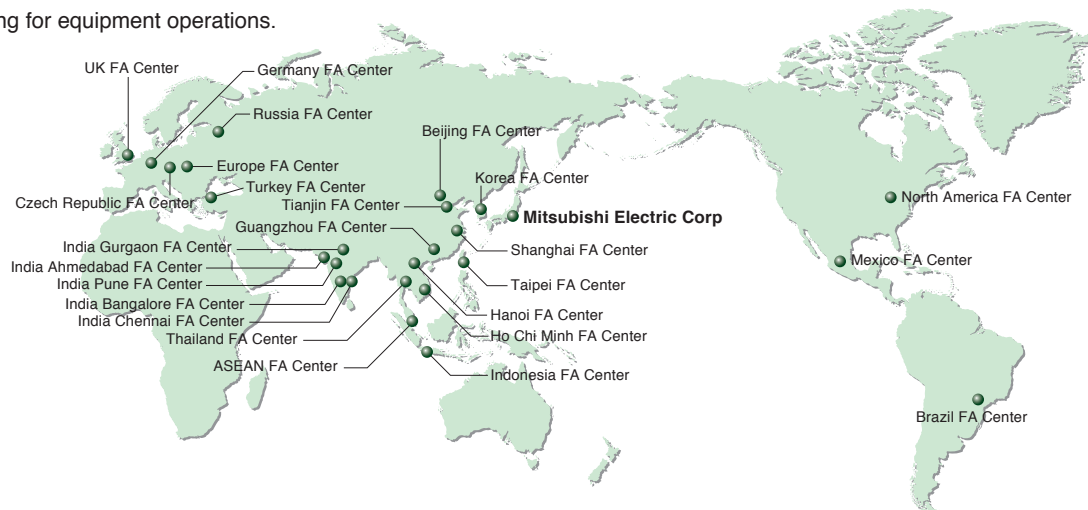 ng for equipment operations.
UK FA Center
Germany FA Center
Russia FA Center
Beijing FA Center
Europe FA Center
Korea FA Center
Turkey FA Center
Czech Republic FA Center
Tianjin FA Center
North America FA Center
Mitsubishi Electric Corp
Guangzhou FA Center
India Gurgaon FA Center
Shanghai FA Center
Mexico FA Center
India Ahmedabad FA Center
India Pune FA Center
Taipei FA Center
India Bangalore FA Center
Hanoi FA Center
India Chennai FA Center
Ho Chi Minh FA Center
Thailand FA Center
ASEAN FA Center
Indonesia FA Center
Brazil FA Center